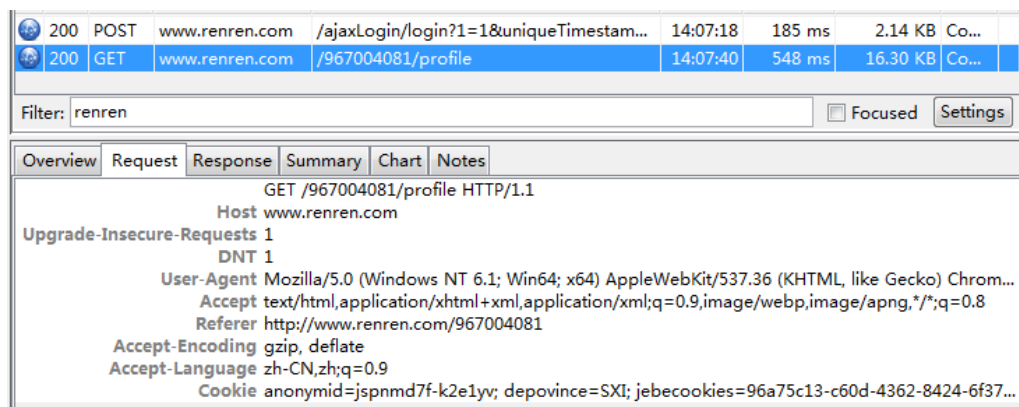 200 POST www.renren.com /ajaxLogin/login?1=1&uniqueTimestam... 14:07:18 185 ms 2.14 KB Co...
200 GET www.renren.com /967004081/profile 14:07:40 548 ms 16.30 KB Co...
Filter: renren Focused Settings
Overview Request Response Summary Chart Notes
GET /967004081/profile HTTP/1.1
Host www.renren.com
Upgrade-Insecure-Requests 1
DNT 1
User-Agent Mozilla/5.0 (Windows NT 6.1; Win64; x64) AppleWebKit/537.36 (KHTML, like Gecko) Chrom...
Accept text/html,application/xhtml+xml,application/xml;q=0.9,image/webp,image/apng,*/*;q=0.8
Referer http://www.renren.com/967004081
Accept-Encoding gzip, deflate
Accept-Language zh-CN,zh;q=0.9
Cookie anonymid=jspnmd7f-k2e1yv; depovince=SXI; jebecookies=96a75c13-c60d-4362-8424-6f37...